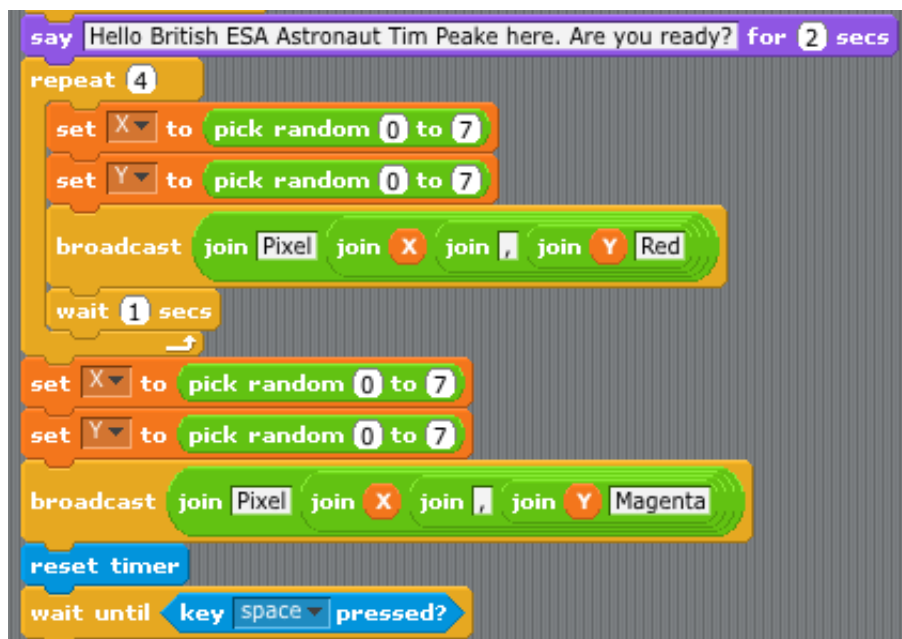 say Hello British ESA Astronaut Tim Peake here. Are you ready? for 2 secs
repeat 4
set X to pick random 0 to 7
set Y to pick random 0 to 7
broadcast join Pixel join X join , join Y Red
wait 1 secs
set X to pick random 0 to 7
set Y to pick random 0 to 7
broadcast join Pixel join X join , join Y Magenta
reset timer
wait until key space pressed?